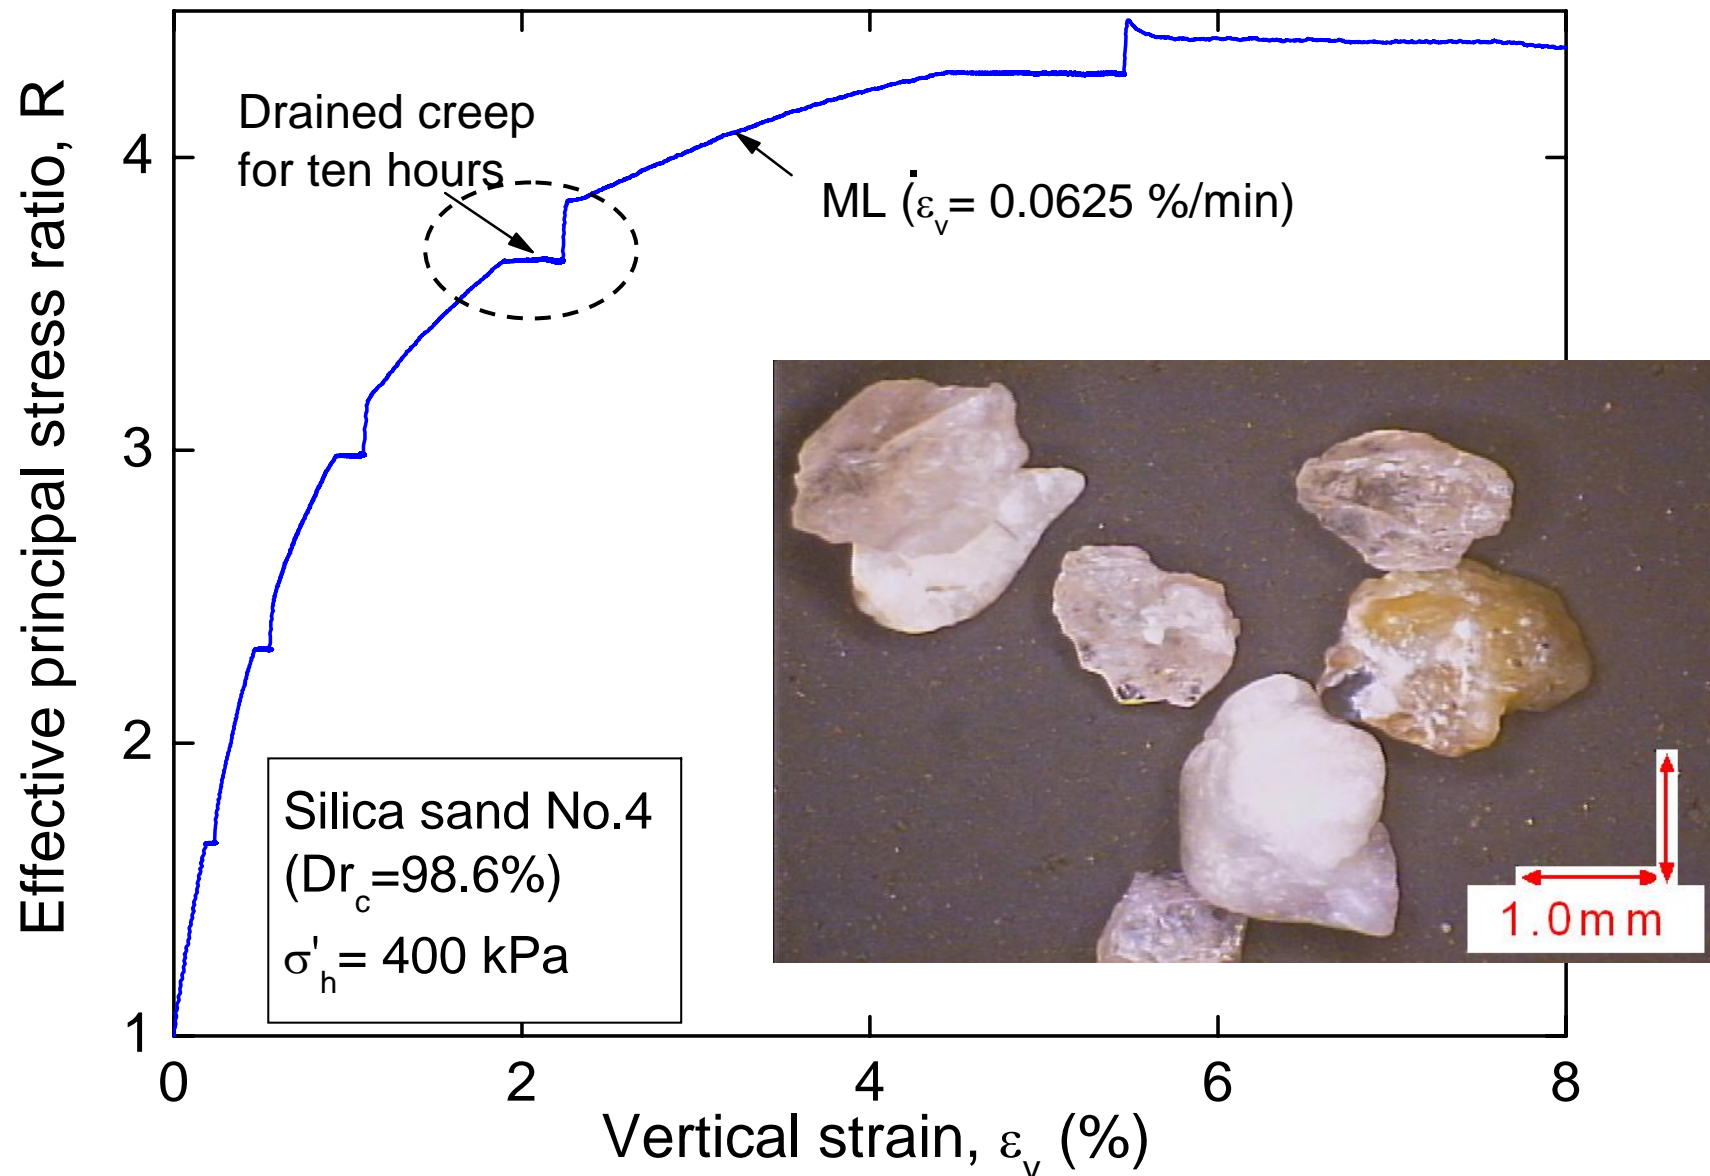 Effective principal stress ratio, R
4
3
2
1
Drained creep
for ten hours
ML (ε̇v= 0.0625 %/min)
Silica sand No.4
(Drc=98.6%)
σ'h= 400 kPa
1.0mm
0 2 4 6 8
Vertical strain, εv (%)